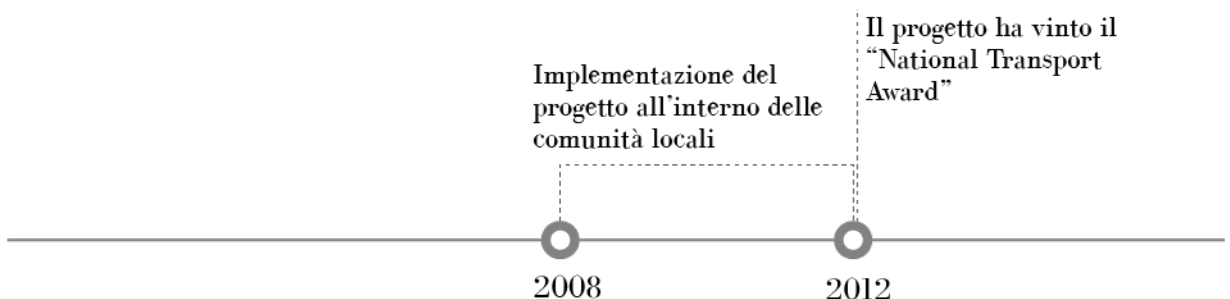 Il progetto ha vinto il
“National Transport
Award”
Implementazione del
progetto all’interno delle
comunità locali
2008
2012